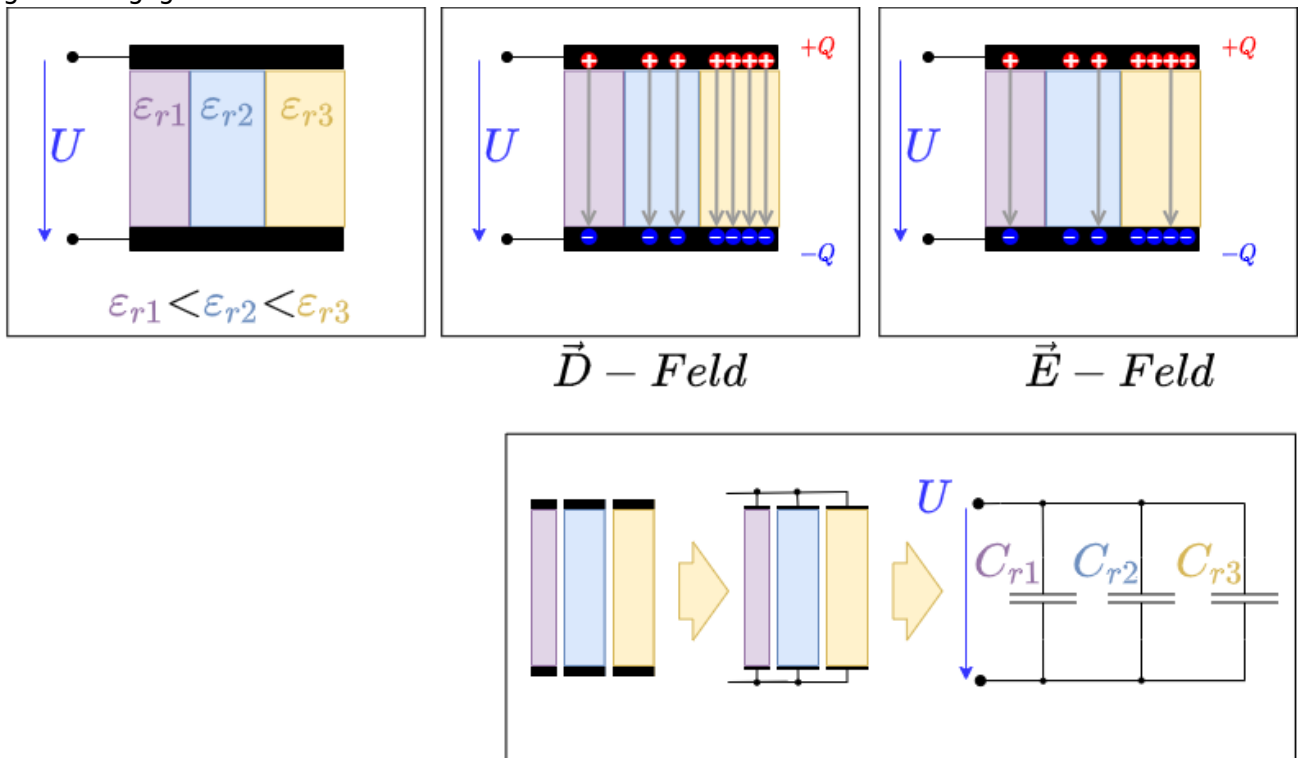 U
εr1 εr2 εr3
εr1<εr2<εr3
U
+Q
−Q
D⃗ − Feld
U
+Q
−Q
E⃗ − Feld
U
Cr1 Cr2 Cr3